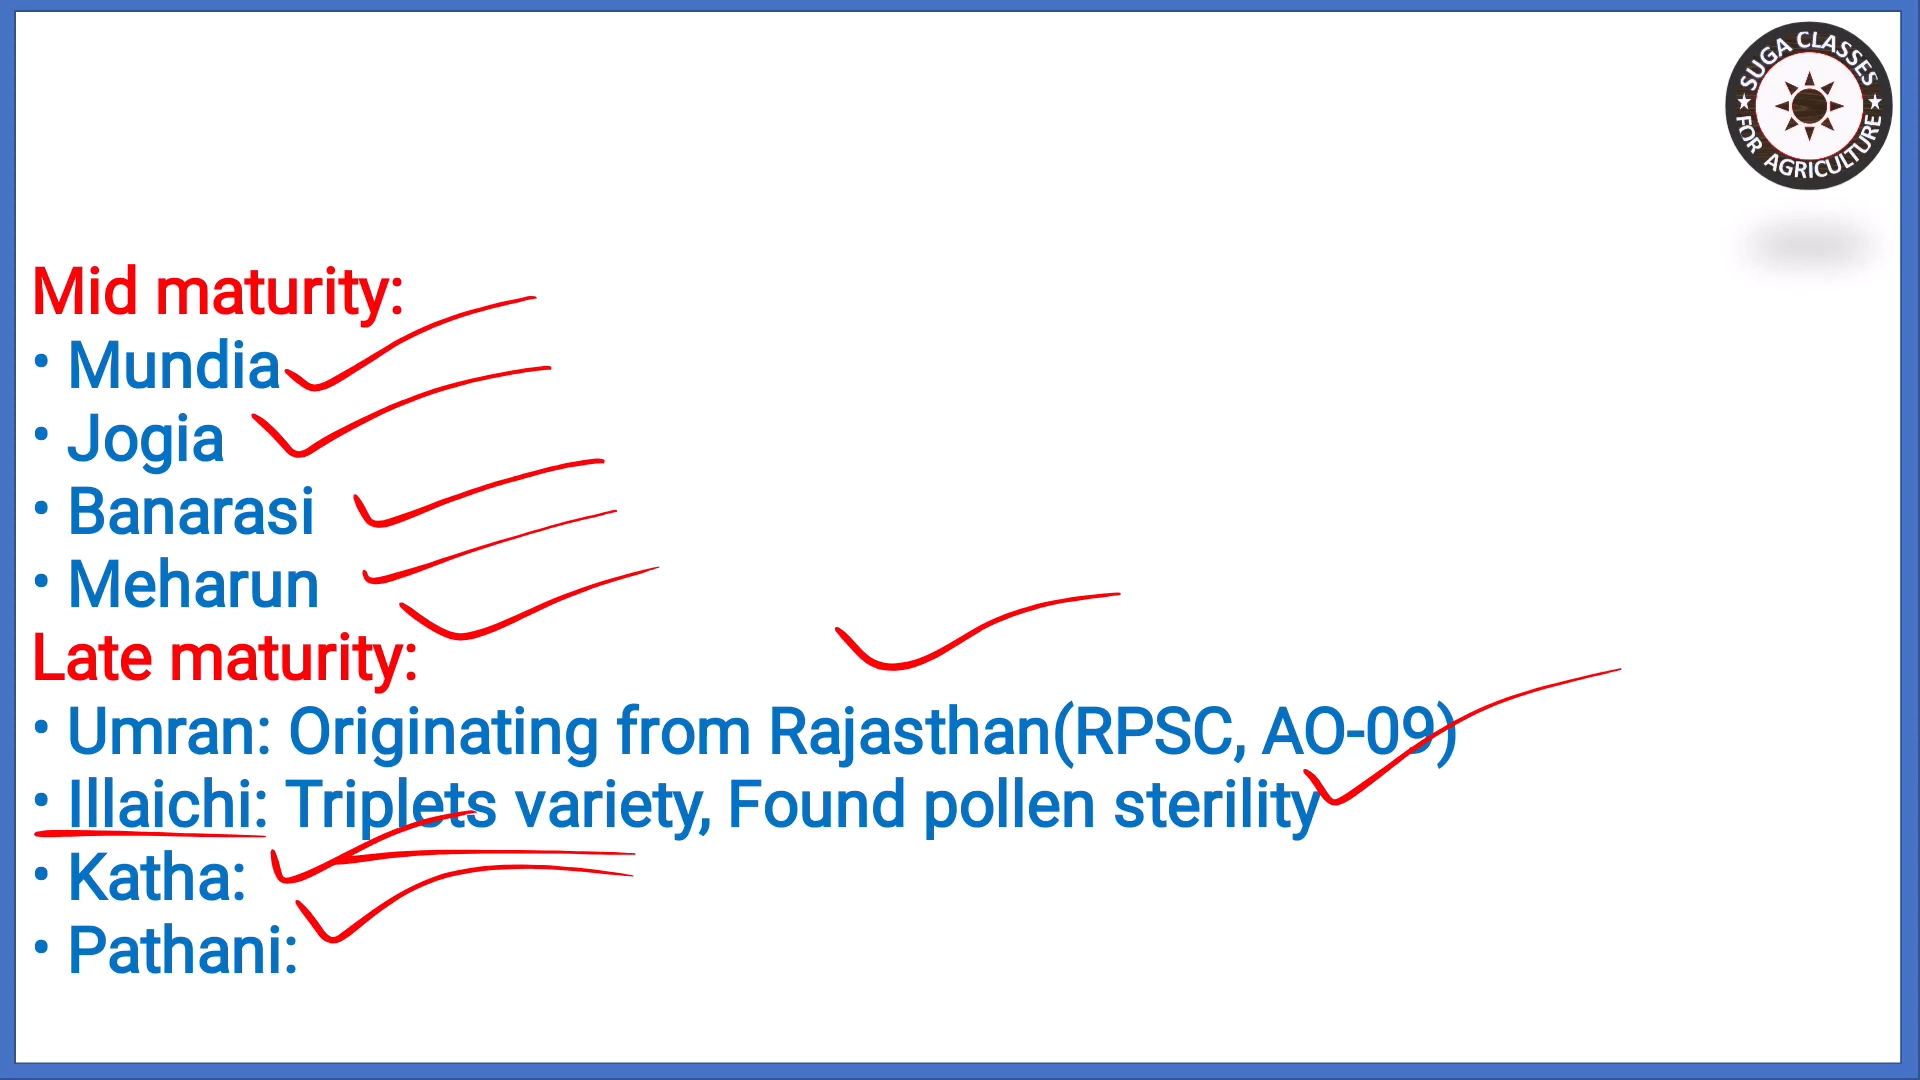 SUGA CLASSES
FOR AGRICULTURE
Mid maturity:
• Mundia
• Jogia
• Banarasi
• Meharun
Late maturity:
• Umran: Originating from Rajasthan(RPSC, AO-09)
• Illaichi: Triplets variety, Found pollen sterility
• Katha:
• Pathani: